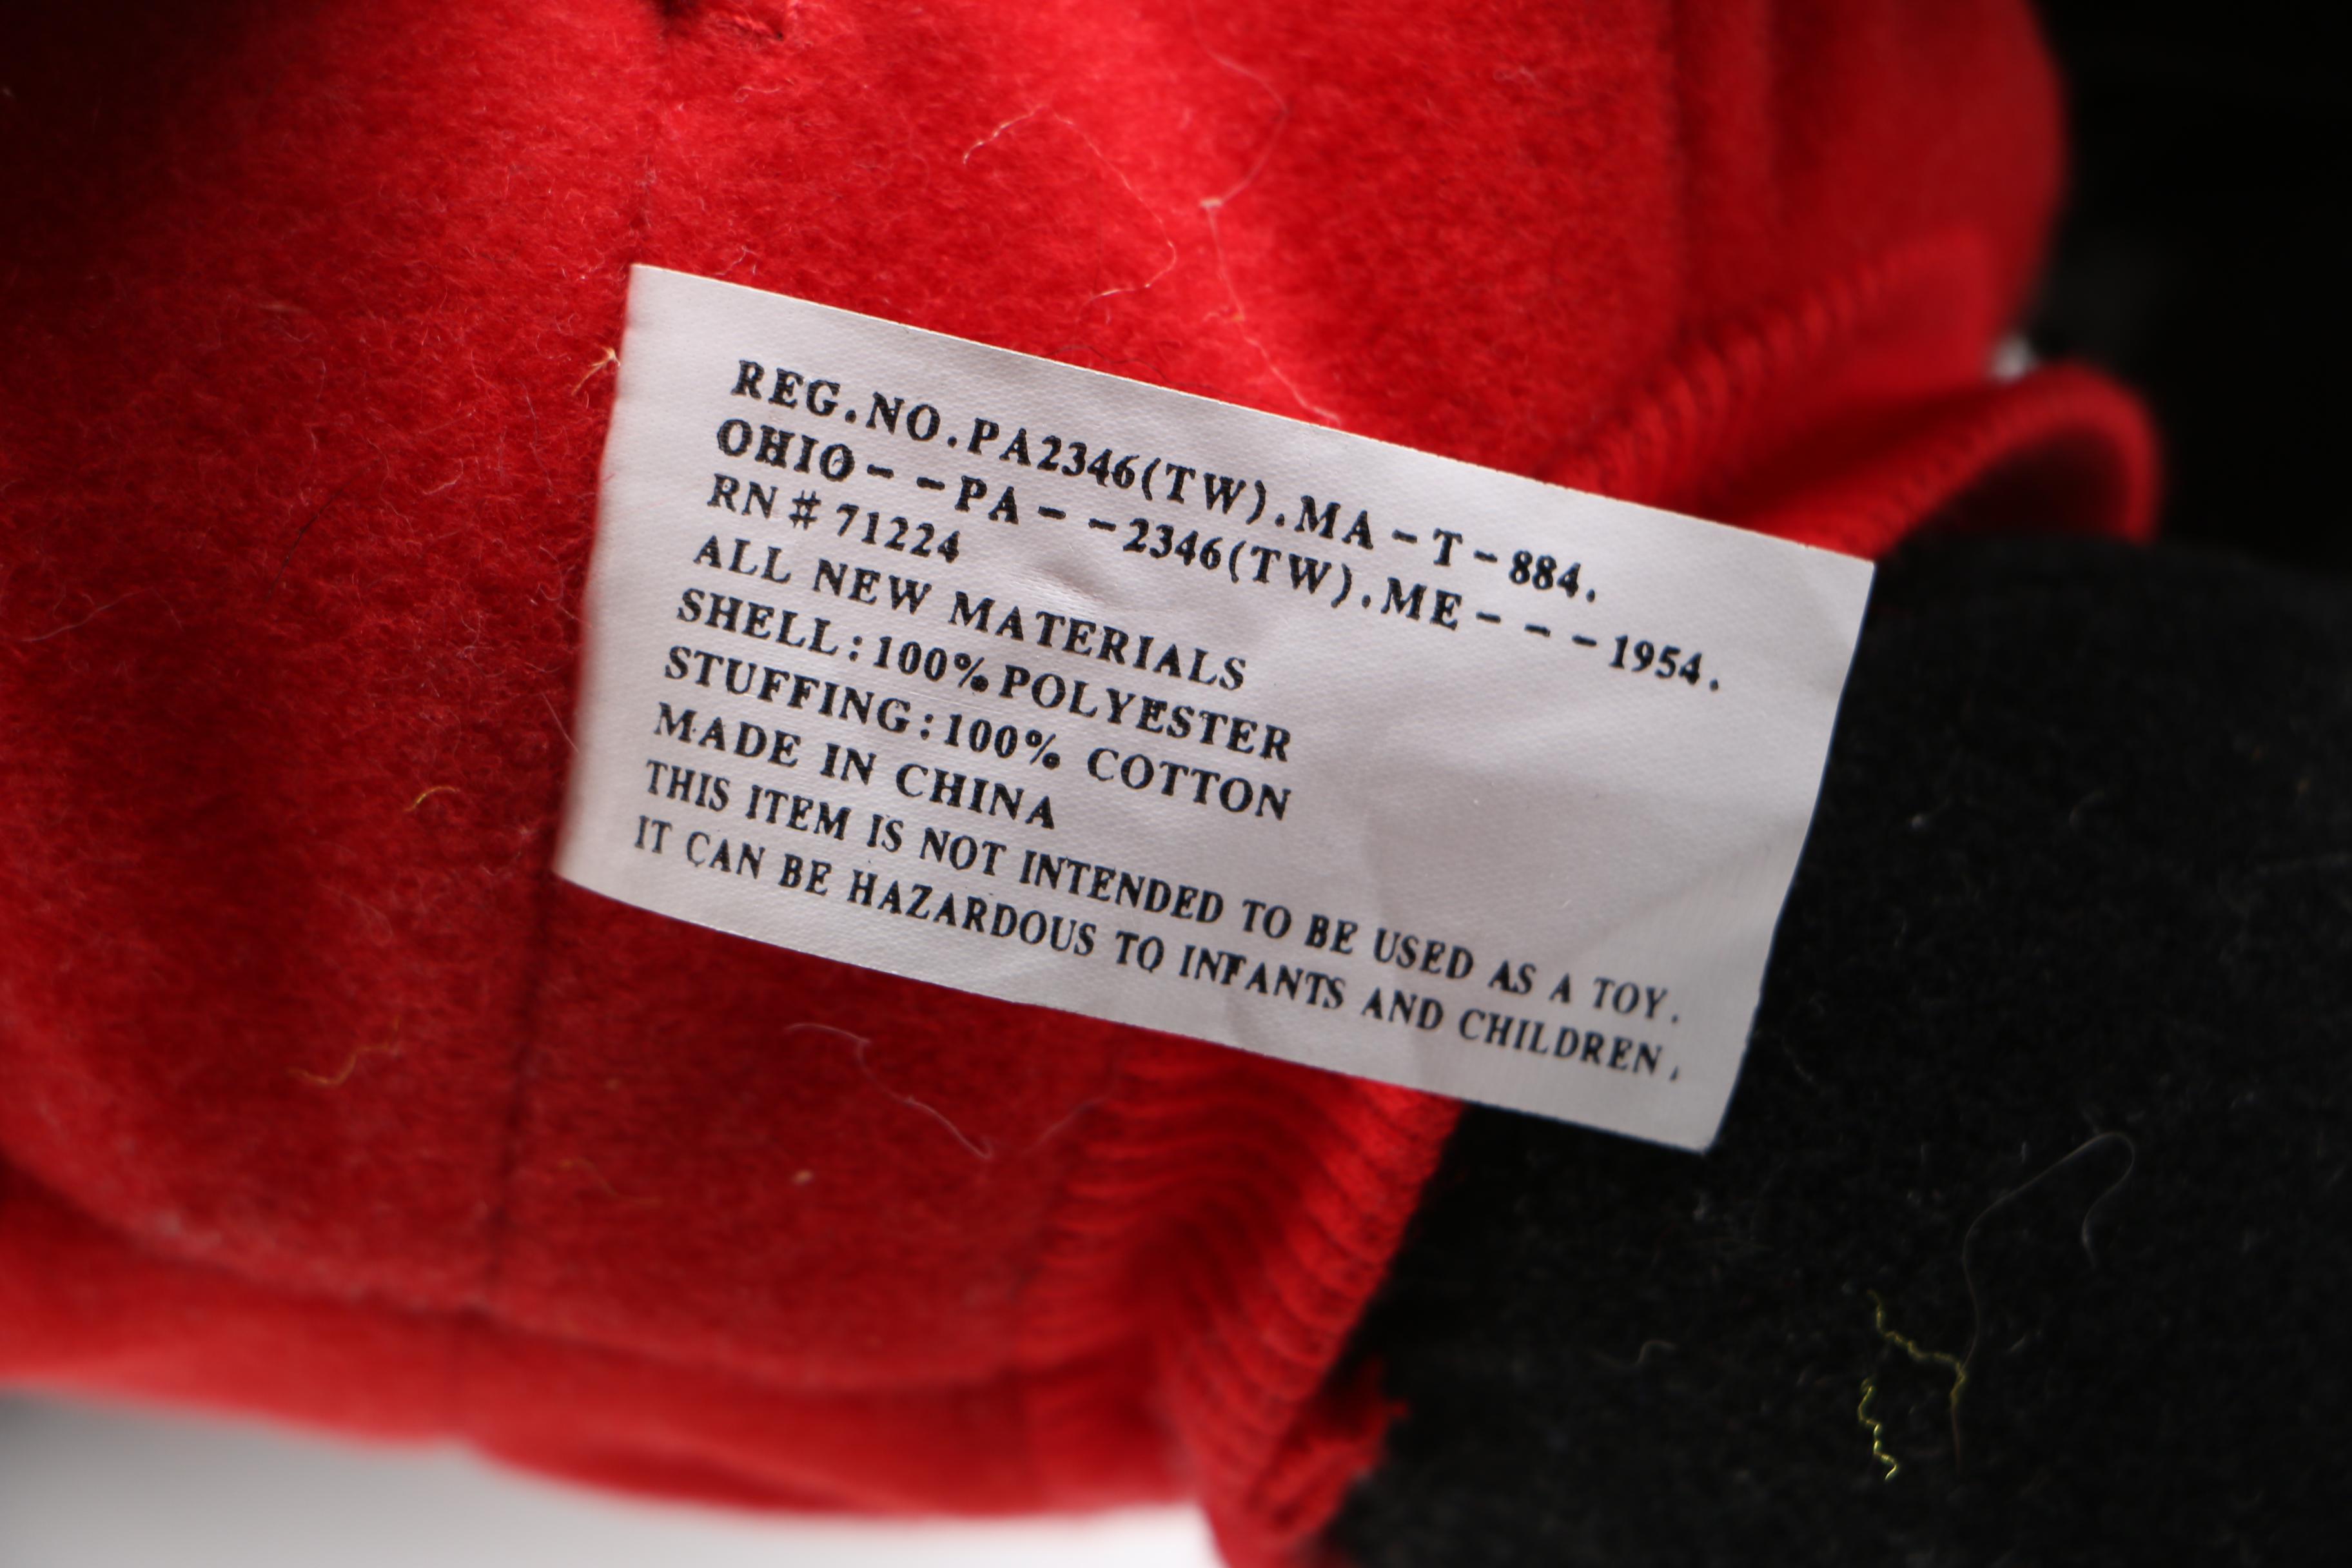 REG.NO.PA2346(TW).MA-T-884.
OHIO--PA--2346(TW).ME---1954.
RN#71224
ALL NEW MATERIALS
SHELL:100%POLYESTER
STUFFING:100% COTTON
MADE IN CHINA
THIS ITEM IS NOT INTENDED TO BE USED AS A TOY.
IT CAN BE HAZARDOUS TO INFANTS AND CHILDREN.